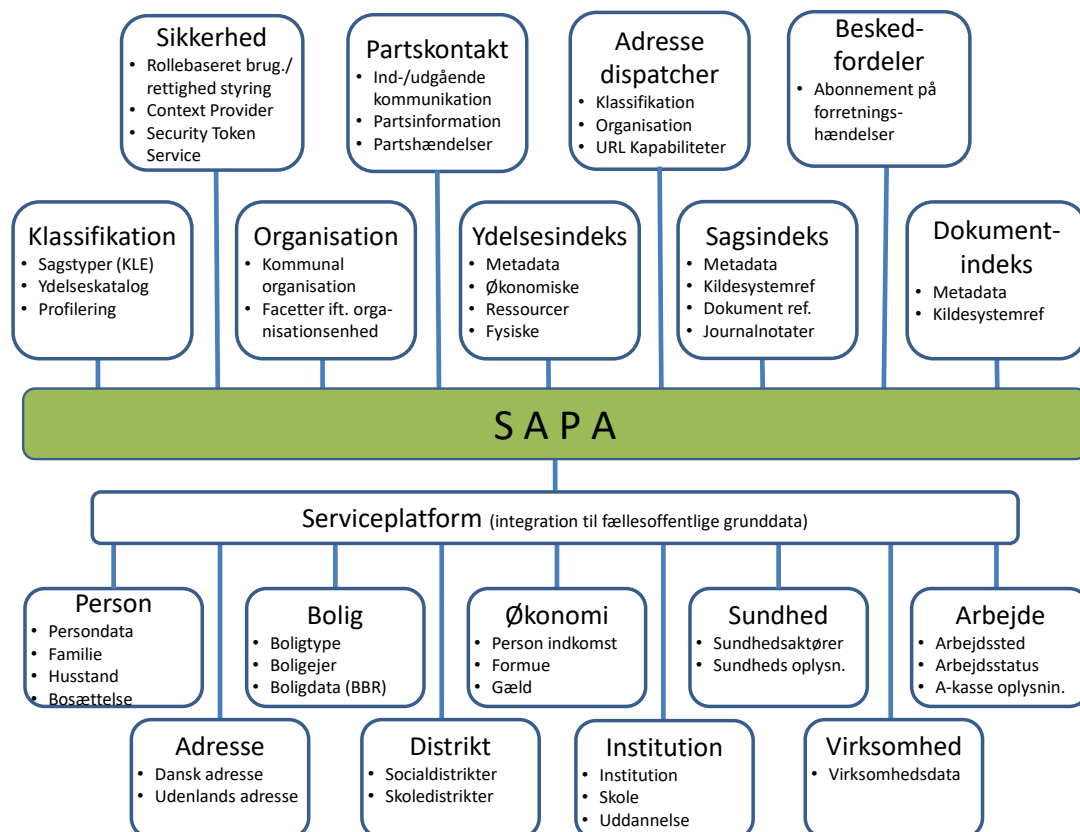 Sikkerhed
• Rollebaseret brug./
rettighed styring
• Context Provider
• Security Token
Service
Partskontakt
• Ind-/udgående
kommunikation
• Partsinformation
• Partshændelser
Adresse
dispatcher
• Klassifikation
• Organisation
• URL Kapabiliteter
Besked-
fordeler
• Abonnement på
forretnings-
hændelser
Klassifikation
• Sagstyper (KLE)
• Ydelseskatalog
• Profilering
Organisation
• Kommunal
organisation
• Facetter ift. orga-
nisationsenhed
Ydelsesindeks
• Metadata
• Økonomiske
• Ressourcer
• Fysiske
Sagsindeks
• Metadata
• Kildesystemref
• Dokument ref.
• Journalnotater
Dokument-
indeks
• Metadata
• Kildesystemref
S A P A
Serviceplatform (integration til fællesoffentlige grunddata)
Person
• Persondata
• Familie
• Husstand
• Bosættelse
Bolig
• Boligtype
• Boligejer
• Boligdata (BBR)
Økonomi
• Person indkomst
• Formue
• Gæld
Sundhed
• Sundhedsaktører
• Sundheds oplysn.
Arbejde
• Arbejdssted
• Arbejdsstatus
• A-kasse oplysnin.
Adresse
• Dansk adresse
• Udenlands adresse
Distrikt
• Socialdistrikter
• Skoledistrikter
Institution
• Institution
• Skole
• Uddannelse
Virksomhed
• Virksomhedsdata